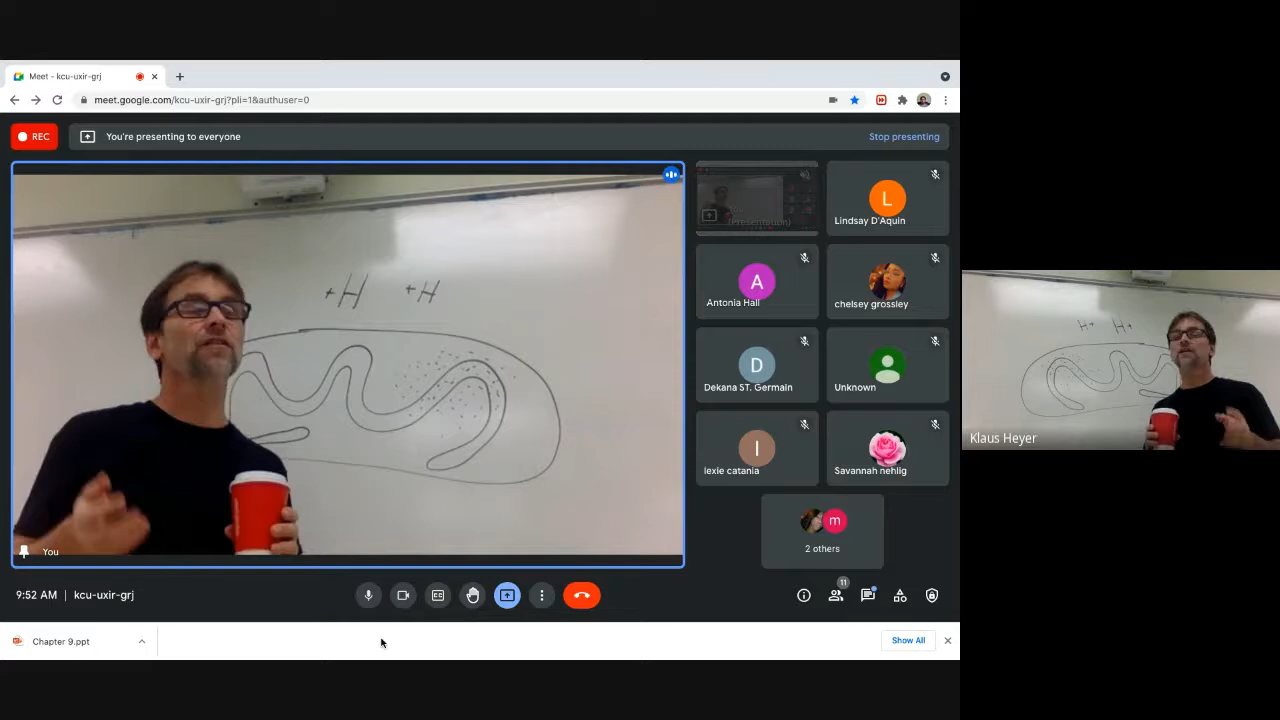 Meet - kcu-uxir-grj
meet.google.com/kcu-uxir-grj?pli=1&authuser=0
REC
You're presenting to everyone
Stop presenting
L
Lindsay D'Aquin
+H +H
A
Antonia Hall
chelsey grossley
D
Dekana ST. Germain
Unknown
H+ H+
I
lexie catania
Savannah nehlig
Klaus Heyer
m
2 others
You
9:52 AM | kcu-uxir-grj
CC
11
Chapter 9.ppt
Show All